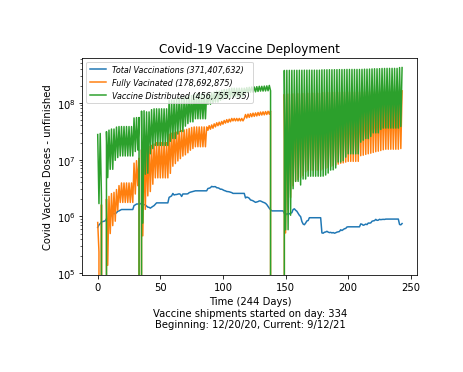 Covid-19 Vaccine Deployment
Total Vaccinations (371,407,632)
Fully Vacinated (178,692,875)
Vaccine Distributed (456,755,755)
Covid Vaccine Doses - unfinished
10⁸
10⁷
10⁶
10⁵
0 50 100 150 200 250
Time (244 Days)
Vaccine shipments started on day: 334
Beginning: 12/20/20, Current: 9/12/21